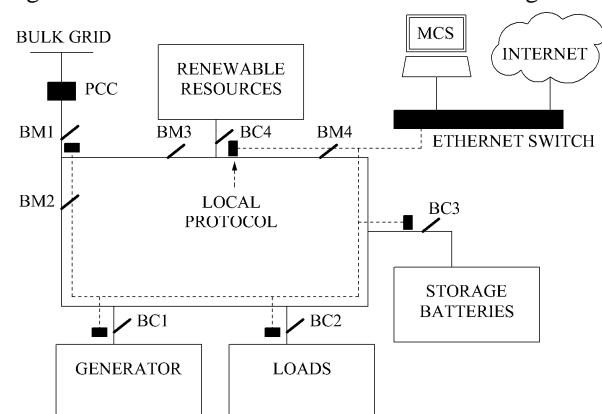 BULK GRID
MCS
INTERNET
RENEWABLE
RESOURCES
PCC
BM1
BM3
BC4
BM4
ETHERNET SWITCH
BM2
LOCAL
PROTOCOL
BC3
STORAGE
BATTERIES
BC1
BC2
GENERATOR
LOADS